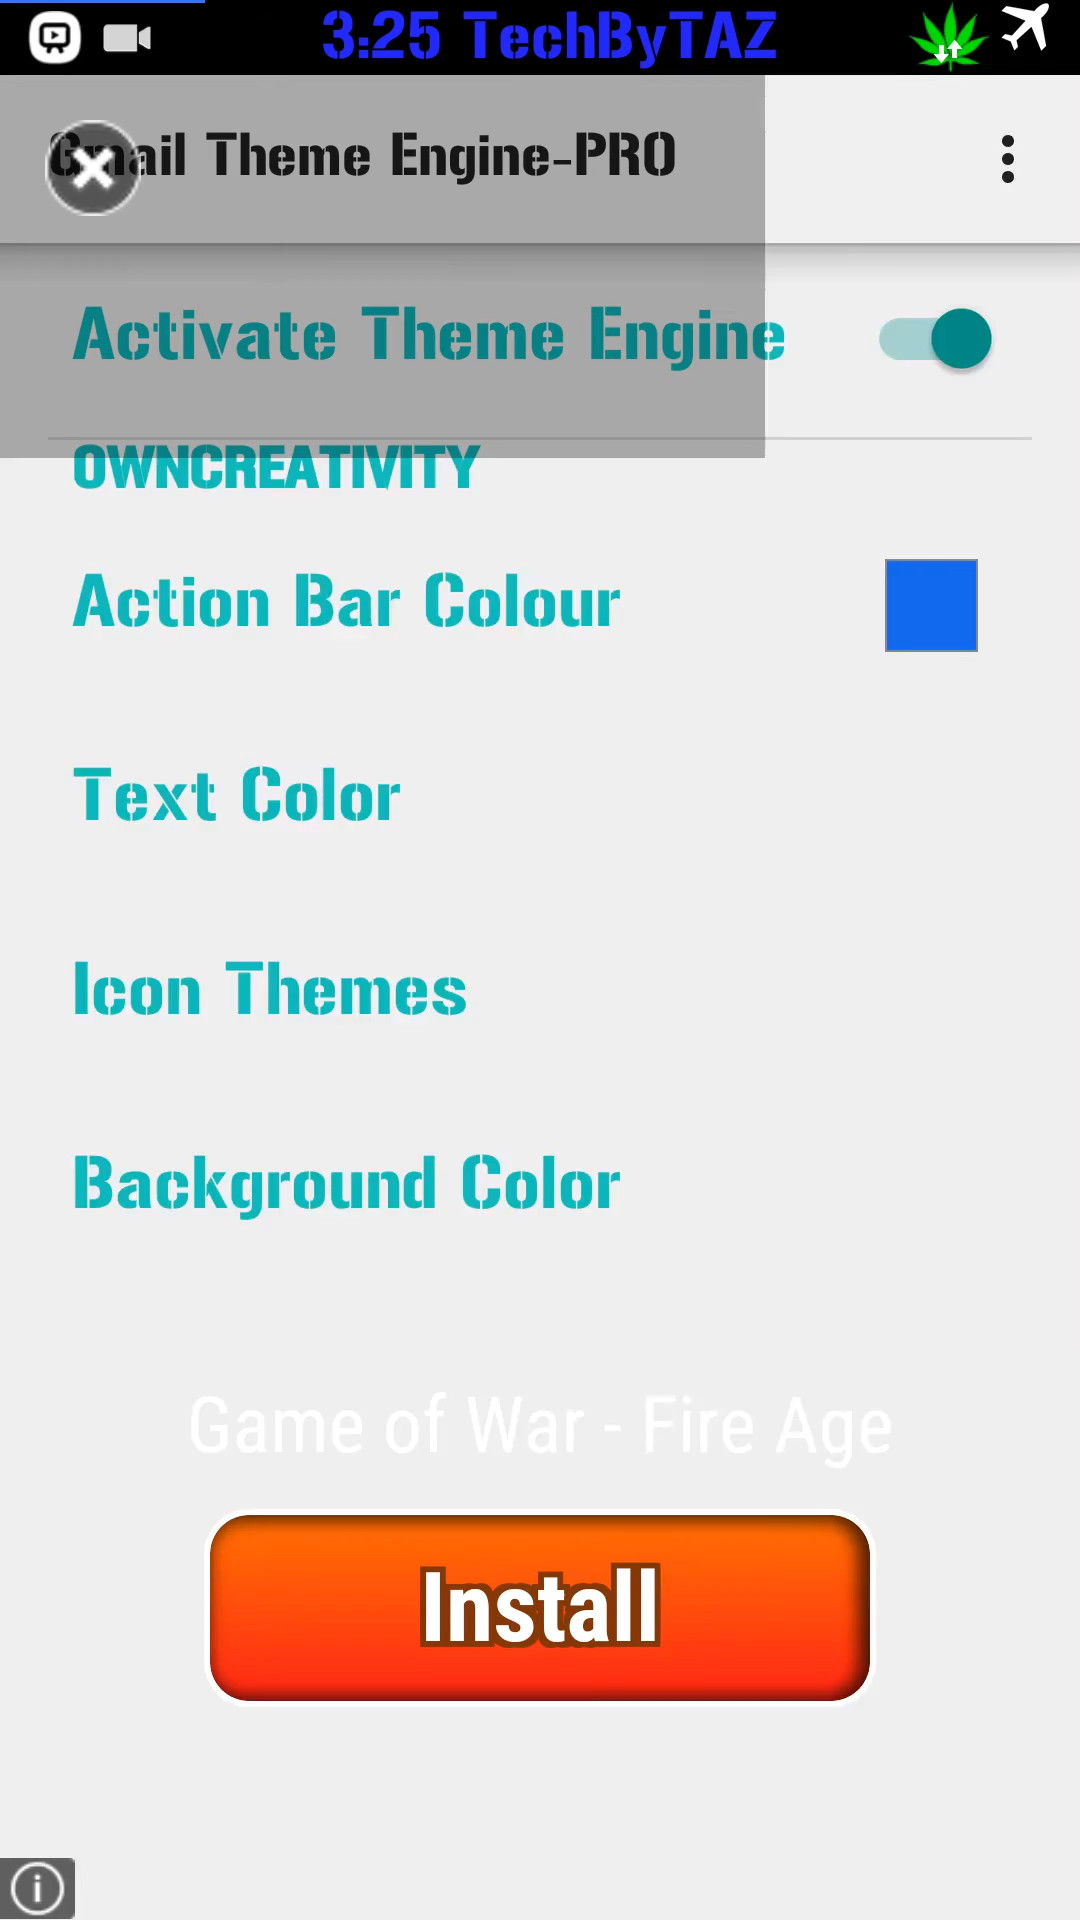 3:25 TechByTAZ
Gmail Theme Engine-PRO
Activate Theme Engine
OWNCREATIVITY
Action Bar Colour
Text Color
Icon Themes
Background Color
Game of War - Fire Age
Install